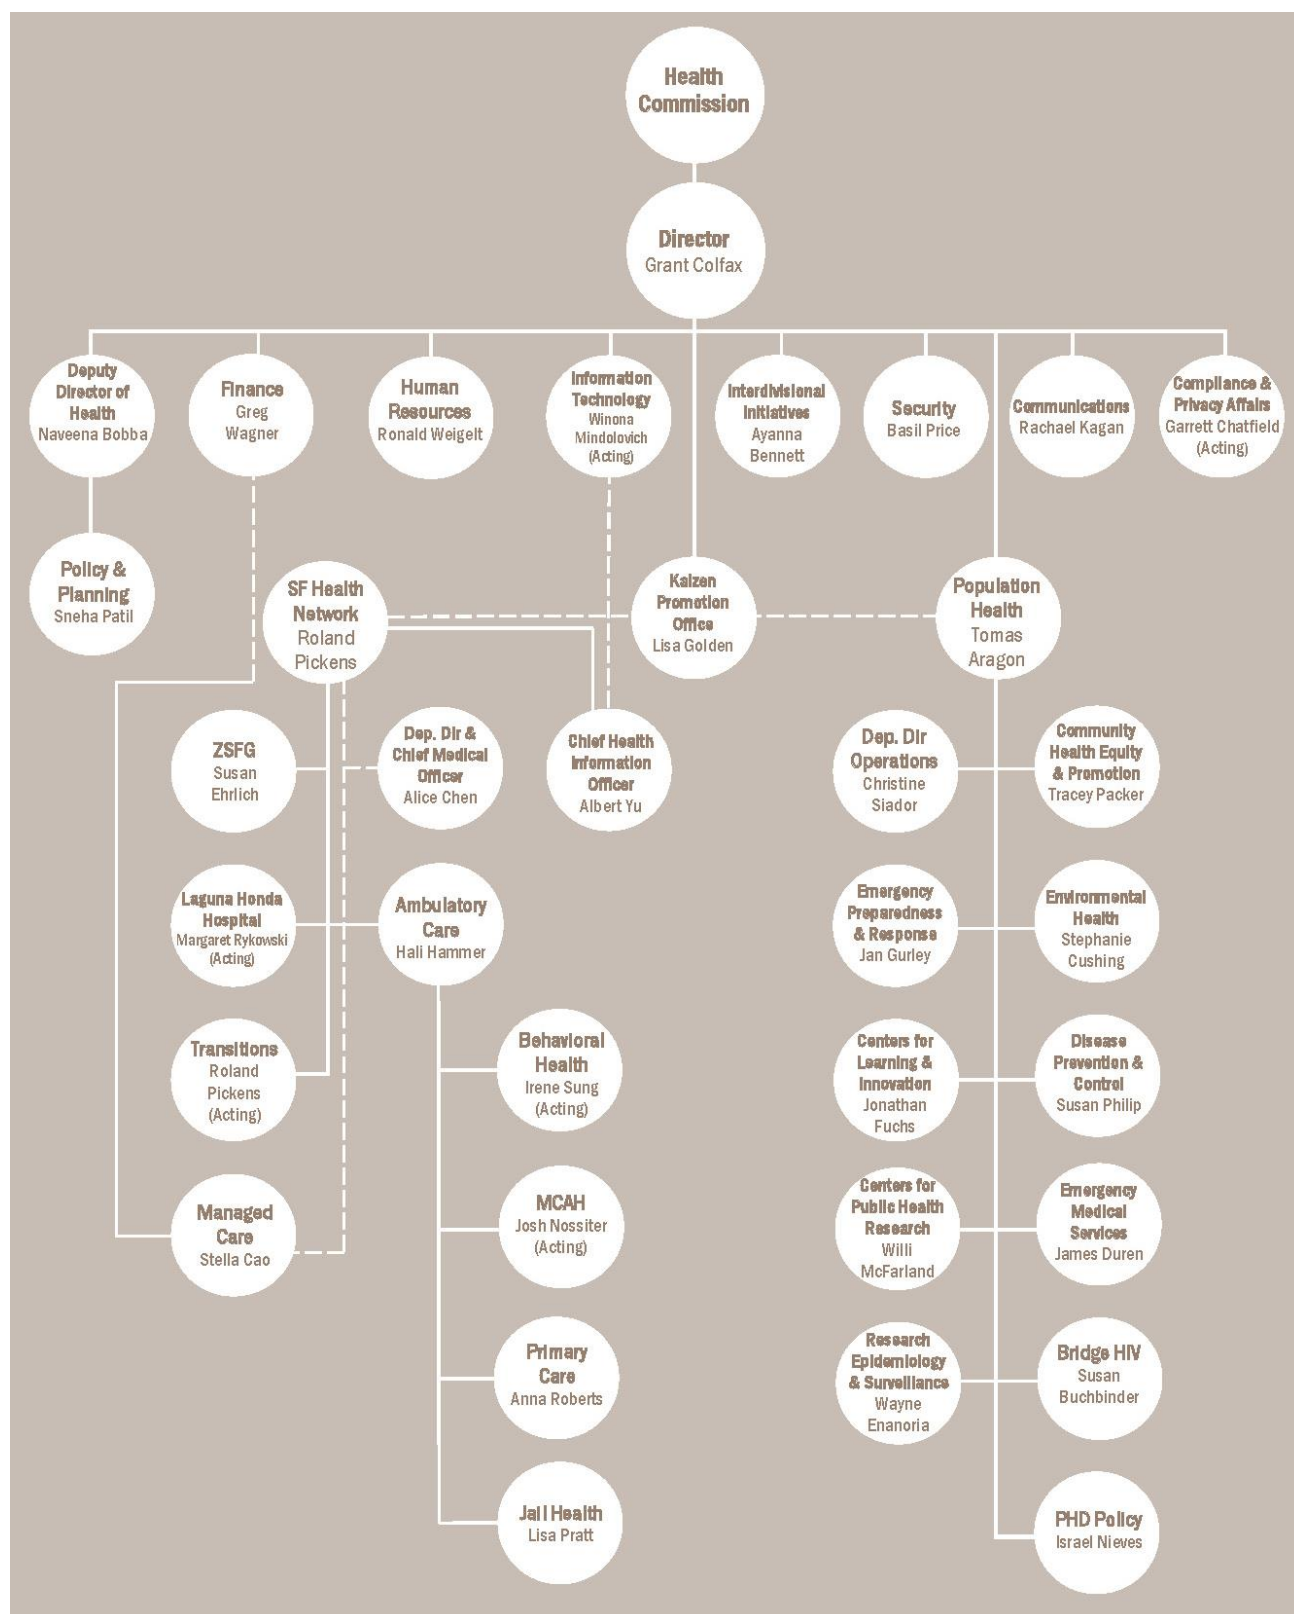 Health
Commission
Director
Grant Colfax
Deputy
Director of
Health
Naveena Bobba
Finance
Greg
Wagner
Human
Resources
Ronald Weigelt
Information
Technology
Winona
Mindolovich
(Acting)
Interdivisional
Initiatives
Ayanna
Bennett
Security
Basil Price
Communications
Rachael Kagan
Compliance &
Privacy Affairs
Garrett Chatfield
(Acting)
Policy &
Planning
Sneha Patil
SF Health
Network
Roland
Pickens
Kaizen
Promotion
Office
Lisa Golden
Population
Health
Tomas
Aragon
ZSFG
Susan
Ehrlich
Dep. Dir &
Chief Medical
Officer
Alice Chen
Chief Health
Information
Officer
Albert Yu
Dep. Dir
Operations
Christine
Siador
Community
Health Equity
& Promotion
Tracey Packer
Laguna Honda
Hospital
Margaret Rykowski
(Acting)
Ambulatory
Care
Hali Hammer
Emergency
Preparedness
& Response
Jan Gurley
Environmental
Health
Stephanie
Cushing
Transitions
Roland
Pickens
(Acting)
Behavioral
Health
Irene Sung
(Acting)
Centers for
Learning &
Innovation
Jonathan
Fuchs
Disease
Prevention &
Control
Susan Philip
Managed
Care
Stella Cao
MCAH
Josh Nossiter
(Acting)
Centers for
Public Health
Research
Willi
McFarland
Emergency
Medical
Services
James Duren
Primary
Care
Anna Roberts
Research
Epidemiology
& Surveillance
Wayne
Enanoria
Bridge HIV
Susan
Buchbinder
Jail Health
Lisa Pratt
PHD Policy
Israel Nieves